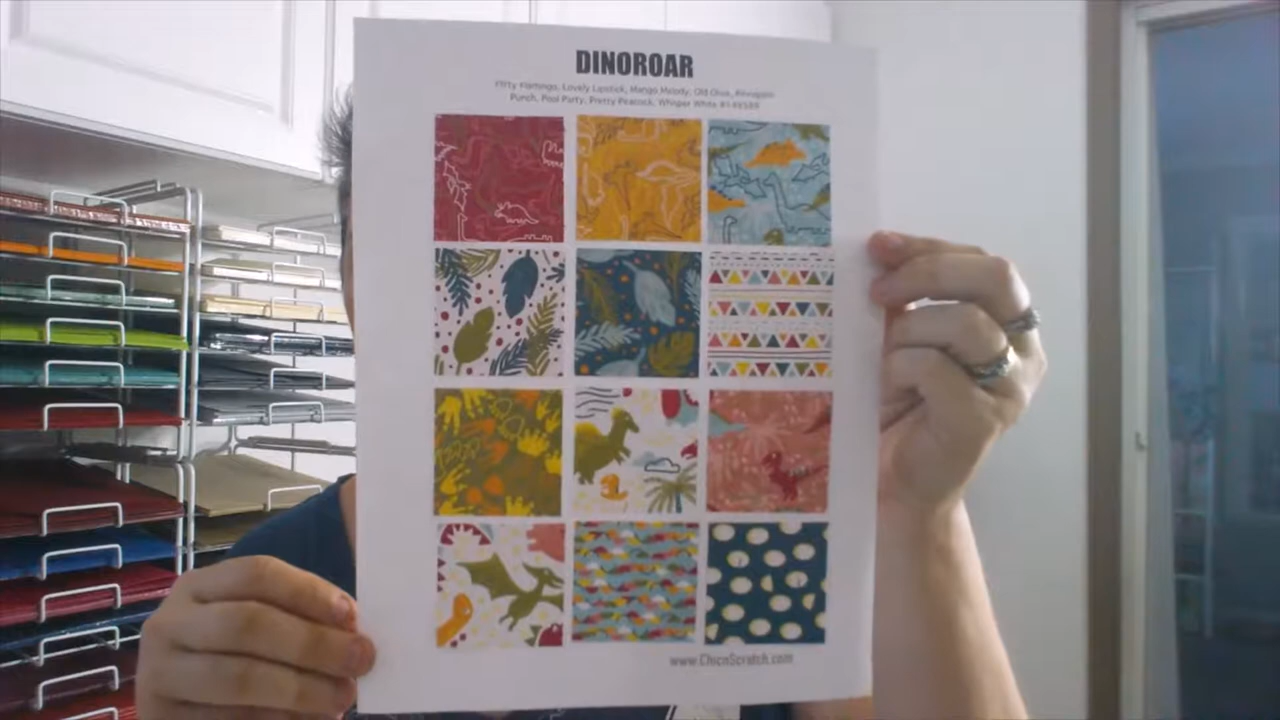 DINOROAR
Flirty Flamingo, Lovely Lipstick, Mango Melody, Old Olive, Pineapple
Punch, Pool Party, Pretty Peacock, Whisper White
www.ChicnScratch.com